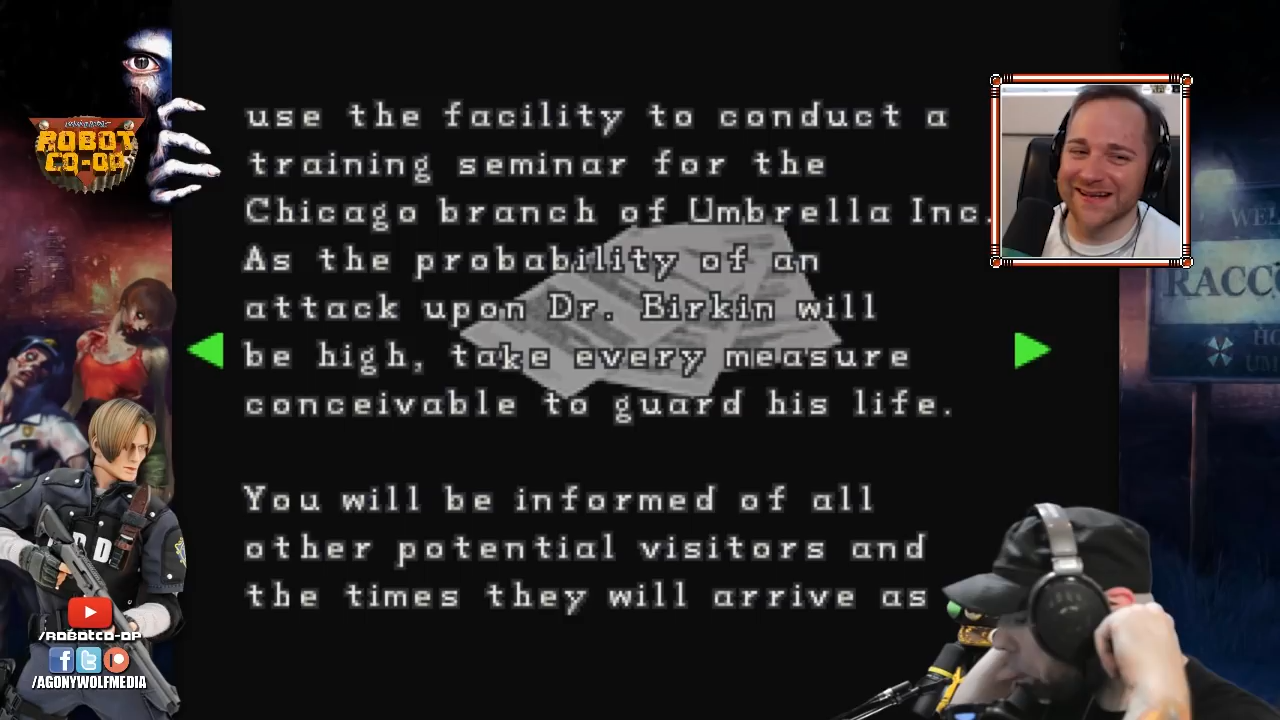 use the facility to conduct a
training seminar for the
Chicago branch of Umbrella Inc.
As the probability of an
attack upon Dr. Birkin will
be high, take every measure
conceivable to guard his life.
You will be informed of all
other potential visitors and
the times they will arrive as
ROBOT
CO-OP
/ROBOTCO-OP
/AGONYWOLFMEDIA
RACC